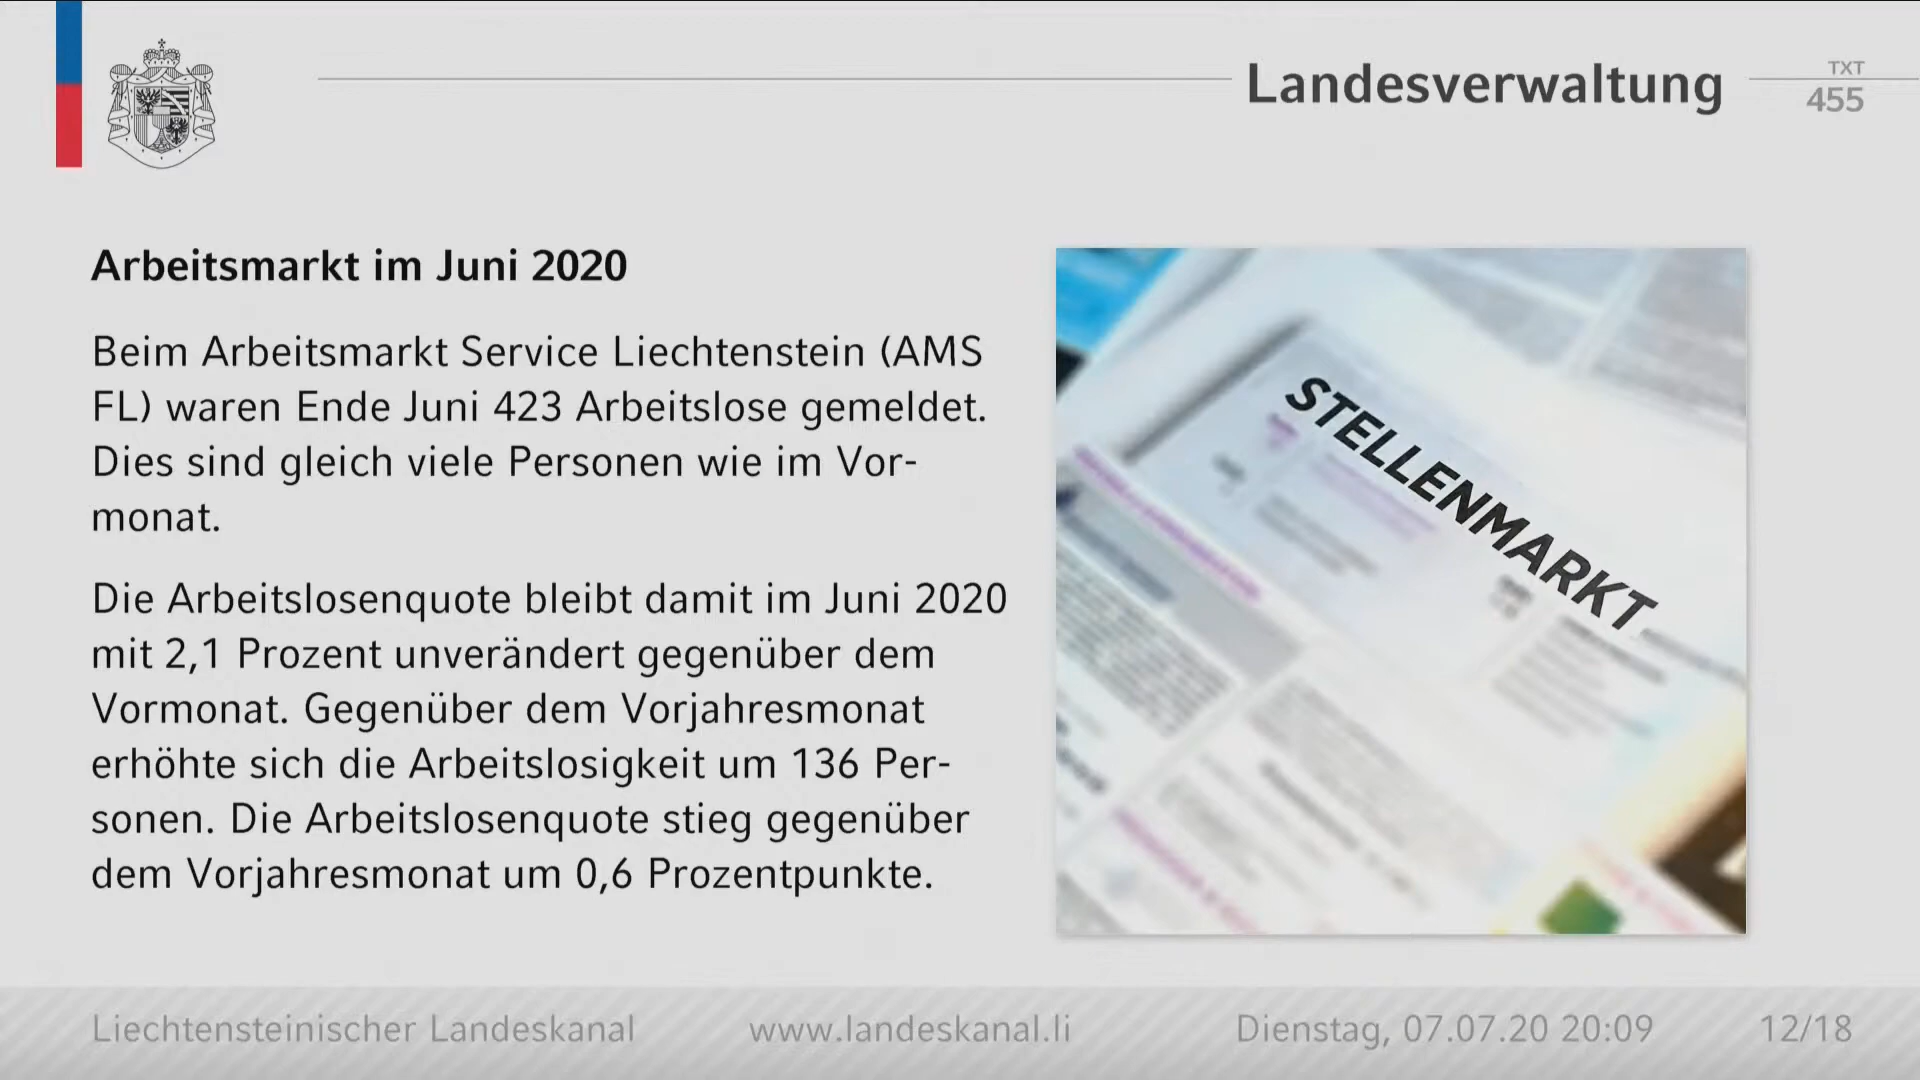 Landesverwaltung
TXT
455
Arbeitsmarkt im Juni 2020
Beim Arbeitsmarkt Service Liechtenstein (AMS
FL) waren Ende Juni 423 Arbeitslose gemeldet.
Dies sind gleich viele Personen wie im Vor-
monat.
Die Arbeitslosenquote bleibt damit im Juni 2020
mit 2,1 Prozent unverändert gegenüber dem
Vormonat. Gegenüber dem Vorjahresmonat
erhöhte sich die Arbeitslosigkeit um 136 Per-
sonen. Die Arbeitslosenquote stieg gegenüber
dem Vorjahresmonat um 0,6 Prozentpunkte.
STELLENMARKT
Liechtensteinischer Landeskanal
www.landeskanal.li
Dienstag, 07.07.20 20:09
12/18